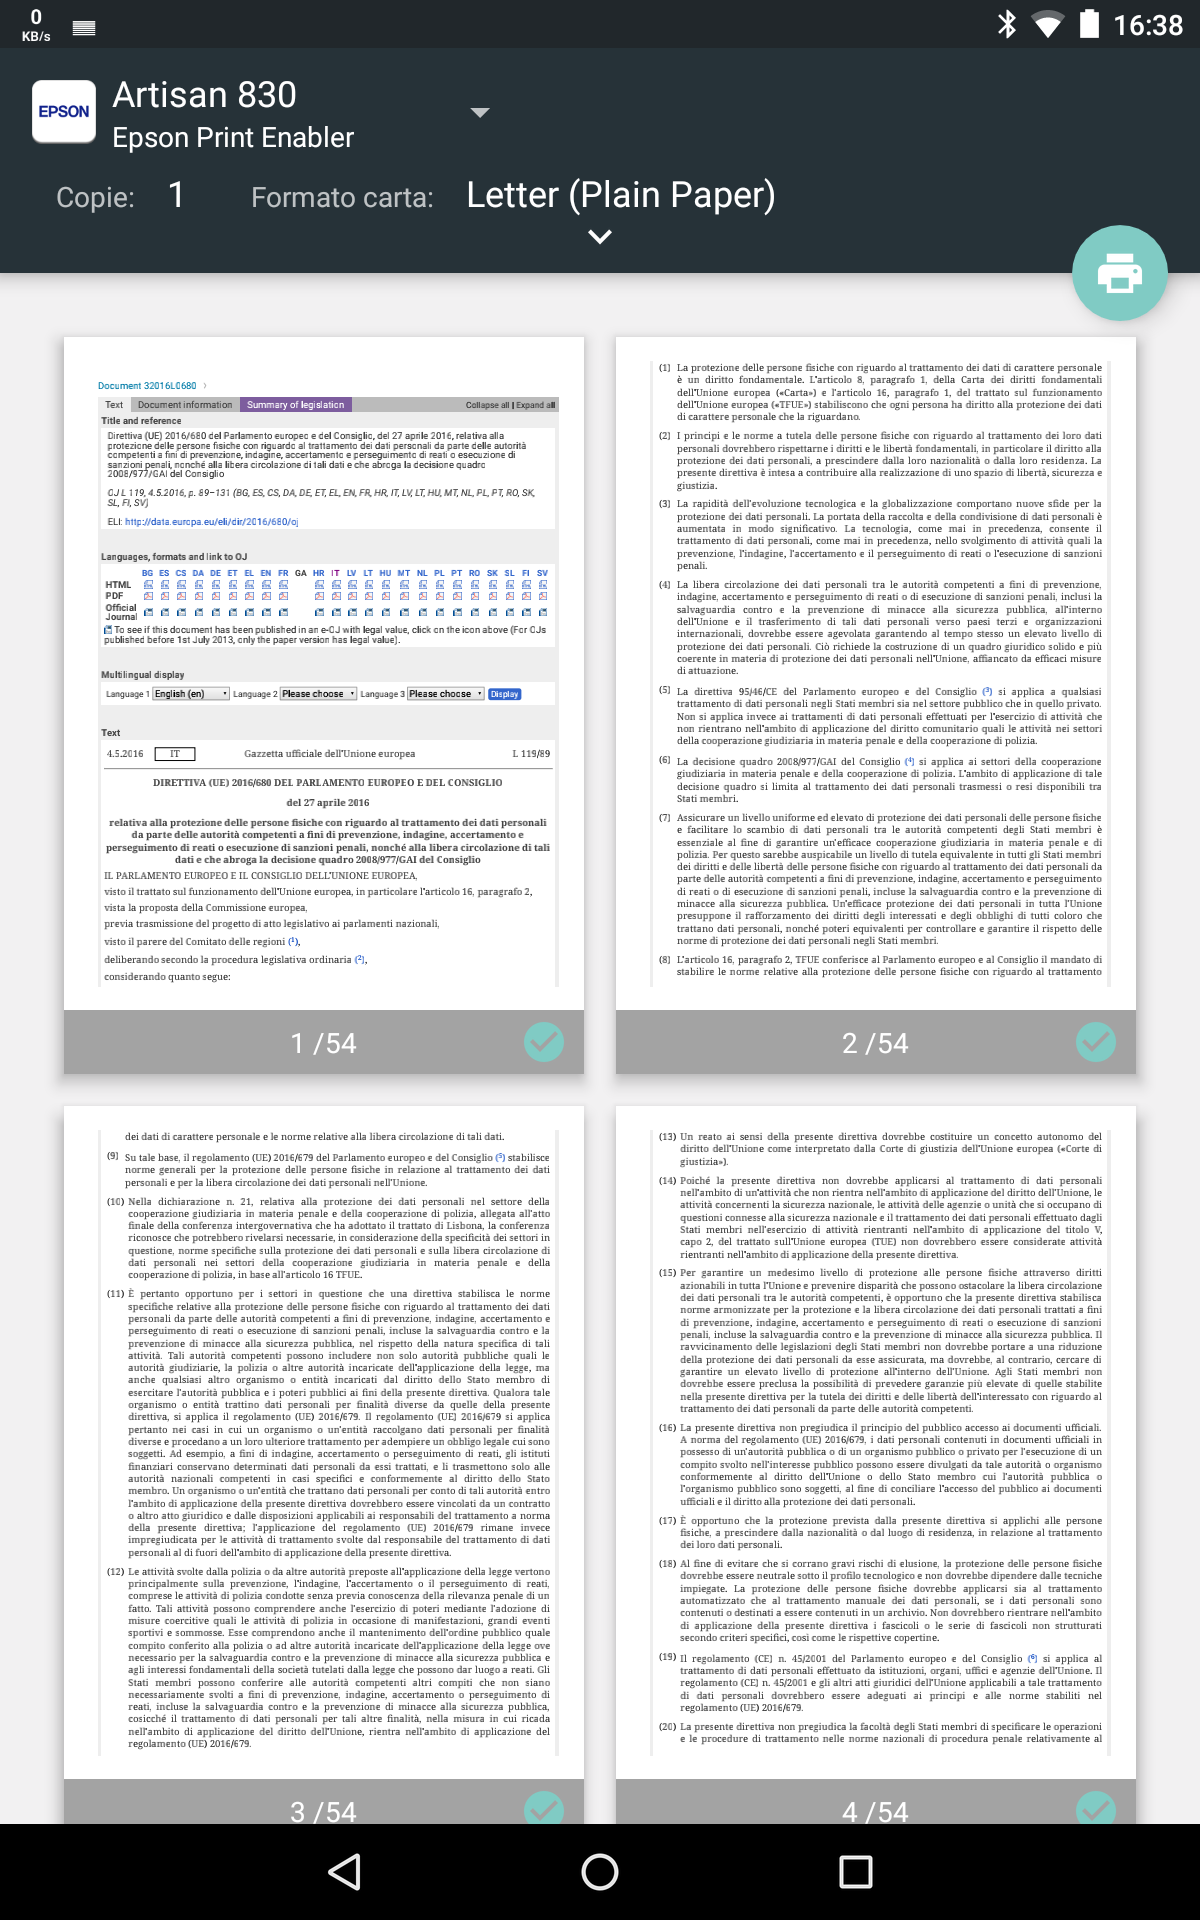 0
KB/s
16:38
EPSON
Artisan 830
Epson Print Enabler
Copie: 1 Formato carta: Letter (Plain Paper)
Document 32016L0680
Text Document information Summary of legislation Collapse all | Expand all
Title and reference
Direttiva (UE) 2016/680 del Parlamento europeo e del Consiglio, del 27 aprile 2016, relativa alla
protezione delle persone fisiche con riguardo al trattamento dei dati personali da parte delle autorità
competenti a fini di prevenzione, indagine, accertamento e perseguimento di reati o esecuzione di
sanzioni penali, nonché alla libera circolazione di tali dati e che abroga la decisione quadro
2008/977/GAI del Consiglio
OJ L 119, 4.5.2016, p. 89–131 (BG, ES, CS, DA, DE, ET, EL, EN, FR, HR, IT, LV, LT, HU, MT, NL, PL, PT, RO, SK,
SL, FI, SV)
ELI: http://data.europa.eu/eli/dir/2016/680/oj
Languages, formats and link to OJ
BG ES CS DA DE ET EL EN FR GA HR IT LV LT HU MT NL PL PT RO SK SL FI SV
HTML
PDF
Official
Journal
To see if this document has been published in an e-OJ with legal value, click on the icon above (For OJs
published before 1st July 2013, only the paper version has legal value).
Multilingual display
Language 1 English (en) Language 2 Please choose Language 3 Please choose Display
Text
4.5.2016 IT Gazzetta ufficiale dell'Unione europea L 119/89
DIRETTIVA (UE) 2016/680 DEL PARLAMENTO EUROPEO E DEL CONSIGLIO
del 27 aprile 2016
relativa alla protezione delle persone fisiche con riguardo al trattamento dei dati personali
da parte delle autorità competenti a fini di prevenzione, indagine, accertamento e
perseguimento di reati o esecuzione di sanzioni penali, nonché alla libera circolazione di tali
dati e che abroga la decisione quadro 2008/977/GAI del Consiglio
IL PARLAMENTO EUROPEO E IL CONSIGLIO DELL'UNIONE EUROPEA,
visto il trattato sul funzionamento dell'Unione europea, in particolare l'articolo 16, paragrafo 2,
vista la proposta della Commissione europea,
previa trasmissione del progetto di atto legislativo ai parlamenti nazionali,
visto il parere del Comitato delle regioni (1),
deliberando secondo la procedura legislativa ordinaria (2),
considerando quanto segue:
1 /54
(1) La protezione delle persone fisiche con riguardo al trattamento dei dati di carattere personale
è un diritto fondamentale. L'articolo 8, paragrafo 1, della Carta dei diritti fondamentali
dell'Unione europea («Carta») e l'articolo 16, paragrafo 1, del trattato sul funzionamento
dell'Unione europea («TFUE») stabiliscono che ogni persona ha diritto alla protezione dei dati
di carattere personale che la riguardano.
(2) I principi e le norme a tutela delle persone fisiche con riguardo al trattamento dei loro dati
personali dovrebbero rispettarne i diritti e le libertà fondamentali, in particolare il diritto alla
protezione dei dati personali, a prescindere dalla loro nazionalità o dalla loro residenza. La
presente direttiva è intesa a contribuire alla realizzazione di uno spazio di libertà, sicurezza e
giustizia.
(3) La rapidità dell'evoluzione tecnologica e la globalizzazione comportano nuove sfide per la
protezione dei dati personali. La portata della raccolta e della condivisione di dati personali è
aumentata in modo significativo. La tecnologia, come mai in precedenza, consente il
trattamento di dati personali, come mai in precedenza, nello svolgimento di attività quali la
prevenzione, l'indagine, l'accertamento e il perseguimento di reati o l'esecuzione di sanzioni
penali.
(4) La libera circolazione dei dati personali tra le autorità competenti a fini di prevenzione,
indagine, accertamento e perseguimento di reati o di esecuzione di sanzioni penali, inclusi la
salvaguardia contro e la prevenzione di minacce alla sicurezza pubblica, all'interno
dell'Unione e il trasferimento di tali dati personali verso paesi terzi e organizzazioni
internazionali, dovrebbe essere agevolata garantendo al tempo stesso un elevato livello di
protezione dei dati personali. Ciò richiede la costruzione di un quadro giuridico solido e più
coerente in materia di protezione dei dati personali nell'Unione, affiancato da efficaci misure
di attuazione.
(5) La direttiva 95/46/CE del Parlamento europeo e del Consiglio (3) si applica a qualsiasi
trattamento di dati personali negli Stati membri sia nel settore pubblico che in quello privato.
Non si applica invece ai trattamenti di dati personali effettuati per l'esercizio di attività che
non rientrano nell'ambito di applicazione del diritto comunitario quali le attività nei settori
della cooperazione giudiziaria in materia penale e della cooperazione di polizia.
(6) La decisione quadro 2008/977/GAI del Consiglio (4) si applica ai settori della cooperazione
giudiziaria in materia penale e della cooperazione di polizia. L'ambito di applicazione di tale
decisione quadro si limita al trattamento dei dati personali trasmessi o resi disponibili tra
Stati membri.
(7) Assicurare un livello uniforme ed elevato di protezione dei dati personali delle persone fisiche
e facilitare lo scambio di dati personali tra le autorità competenti degli Stati membri è
essenziale al fine di garantire un'efficace cooperazione giudiziaria in materia penale e di
polizia. Per questo sarebbe auspicabile un livello di tutela equivalente in tutti gli Stati membri
dei diritti e delle libertà delle persone fisiche con riguardo al trattamento dei dati personali da
parte delle autorità competenti a fini di prevenzione, indagine, accertamento e perseguimento
di reati o di esecuzione di sanzioni penali, incluse la salvaguardia contro e la prevenzione di
minacce alla sicurezza pubblica. Un'efficace protezione dei dati personali in tutta l'Unione
presuppone il rafforzamento dei diritti degli interessati e degli obblighi di tutti coloro che
trattano dati personali, nonché poteri equivalenti per controllare e garantire il rispetto delle
norme di protezione dei dati personali negli Stati membri.
(8) L'articolo 16, paragrafo 2, TFUE conferisce al Parlamento europeo e al Consiglio il mandato di
stabilire le norme relative alla protezione delle persone fisiche con riguardo al trattamento
2 /54
dei dati di carattere personale e le norme relative alla libera circolazione di tali dati.
(9) Su tale base, il regolamento (UE) 2016/679 del Parlamento europeo e del Consiglio (5) stabilisce
norme generali per la protezione delle persone fisiche in relazione al trattamento dei dati
personali e per la libera circolazione dei dati personali nell'Unione.
(10) Nella dichiarazione n. 21, relativa alla protezione dei dati personali nel settore della
cooperazione giudiziaria in materia penale e della cooperazione di polizia, allegata all'atto
finale della conferenza intergovernativa che ha adottato il trattato di Lisbona, la conferenza
riconosce che potrebbero rivelarsi necessarie, in considerazione della specificità dei settori in
questione, norme specifiche sulla protezione dei dati personali e sulla libera circolazione di
dati personali nei settori della cooperazione giudiziaria in materia penale e della
cooperazione di polizia, in base all'articolo 16 TFUE.
(11) È pertanto opportuno per i settori in questione che una direttiva stabilisca le norme
specifiche relative alla protezione delle persone fisiche con riguardo al trattamento dei dati
personali da parte delle autorità competenti a fini di prevenzione, indagine, accertamento e
perseguimento di reati o esecuzione di sanzioni penali, incluse la salvaguardia contro e la
prevenzione di minacce alla sicurezza pubblica, nel rispetto della natura specifica di tali
attività. Tali autorità competenti possono includere non solo autorità pubbliche quali le
autorità giudiziarie, la polizia o altre autorità incaricate dell'applicazione della legge, ma
anche qualsiasi altro organismo o entità incaricati dal diritto dello Stato membro di
esercitare l'autorità pubblica e i poteri pubblici ai fini della presente direttiva. Qualora tale
organismo o entità trattino dati personali per finalità diverse da quelle della presente
direttiva, si applica il regolamento (UE) 2016/679. Il regolamento (UE) 2016/679 si applica
pertanto nei casi in cui un organismo o un'entità raccolgano dati personali per finalità
diverse e procedano a un loro ulteriore trattamento per adempiere un obbligo legale cui sono
soggetti. Ad esempio, a fini di indagine, accertamento o perseguimento di reati, gli istituti
finanziari conservano determinati dati personali da essi trattati, e li trasmettono solo alle
autorità nazionali competenti in casi specifici e conformemente al diritto dello Stato
membro. Un organismo o un'entità che trattano dati personali per conto di tali autorità entro
l'ambito di applicazione della presente direttiva dovrebbero essere vincolati da un contratto
o altro atto giuridico e dalle disposizioni applicabili ai responsabili del trattamento a norma
della presente direttiva; l'applicazione del regolamento (UE) 2016/679 rimane invece
impregiudicata per le attività di trattamento svolte dal responsabile del trattamento di dati
personali al di fuori dell'ambito di applicazione della presente direttiva.
(12) Le attività svolte dalla polizia o da altre autorità preposte all'applicazione della legge vertono
principalmente sulla prevenzione, l'indagine, l'accertamento o il perseguimento di reati,
comprese le attività di polizia condotte senza previa conoscenza della rilevanza penale di un
fatto. Tali attività possono comprendere anche l'esercizio di poteri mediante l'adozione di
misure coercitive quali le attività di polizia in occasione di manifestazioni, grandi eventi
sportivi e sommosse. Esse comprendono anche il mantenimento dell'ordine pubblico quale
compito conferito alla polizia o ad altre autorità incaricate dell'applicazione della legge ove
necessario per la salvaguardia contro e la prevenzione di minacce alla sicurezza pubblica e
agli interessi fondamentali della società tutelati dalla legge che possono dar luogo a reati. Gli
Stati membri possono conferire alle autorità competenti altri compiti che non siano
necessariamente svolti a fini di prevenzione, indagine, accertamento o perseguimento di
reati, incluse la salvaguardia contro e la prevenzione di minacce alla sicurezza pubblica,
cosicché il trattamento di dati personali per tali altre finalità, nella misura in cui ricada
nell'ambito di applicazione del diritto dell'Unione, rientra nell'ambito di applicazione del
regolamento (UE) 2016/679.
3 /54
(13) Un reato ai sensi della presente direttiva dovrebbe costituire un concetto autonomo del
diritto dell'Unione come interpretato dalla Corte di giustizia dell'Unione europea («Corte di
giustizia»).
(14) Poiché la presente direttiva non dovrebbe applicarsi al trattamento di dati personali
nell'ambito di un'attività che non rientra nell'ambito di applicazione del diritto dell'Unione, le
attività concernenti la sicurezza nazionale, le attività delle agenzie o unità che si occupano di
questioni connesse alla sicurezza nazionale e il trattamento dei dati personali effettuato dagli
Stati membri nell'esercizio di attività rientranti nell'ambito di applicazione del titolo V,
capo 2, del trattato sull'Unione europea (TUE) non dovrebbero essere considerate attività
rientranti nell'ambito di applicazione della presente direttiva.
(15) Per garantire un medesimo livello di protezione alle persone fisiche attraverso diritti
azionabili in tutta l'Unione e prevenire disparità che possono ostacolare la libera circolazione
dei dati personali tra le autorità competenti, è opportuno che la presente direttiva stabilisca
norme armonizzate per la protezione e la libera circolazione dei dati personali trattati a fini
di prevenzione, indagine, accertamento e perseguimento di reati o esecuzione di sanzioni
penali, incluse la salvaguardia contro e la prevenzione di minacce alla sicurezza pubblica. Il
ravvicinamento delle legislazioni degli Stati membri non dovrebbe portare a una riduzione
della protezione dei dati personali da esse assicurata, ma dovrebbe, al contrario, cercare di
garantire un elevato livello di protezione all'interno dell'Unione. Agli Stati membri non
dovrebbe essere preclusa la possibilità di prevedere garanzie più elevate di quelle stabilite
nella presente direttiva per la tutela dei diritti e delle libertà dell'interessato con riguardo al
trattamento dei dati personali da parte delle autorità competenti.
(16) La presente direttiva non pregiudica il principio del pubblico accesso ai documenti ufficiali.
A norma del regolamento (UE) 2016/679, i dati personali contenuti in documenti ufficiali in
possesso di un'autorità pubblica o di un organismo pubblico o privato per l'esecuzione di un
compito svolto nell'interesse pubblico possono essere divulgati da tale autorità o organismo
conformemente al diritto dell'Unione o dello Stato membro cui l'autorità pubblica o
l'organismo pubblico sono soggetti, al fine di conciliare l'accesso del pubblico ai documenti
ufficiali e il diritto alla protezione dei dati personali.
(17) È opportuno che la protezione prevista dalla presente direttiva si applichi alle persone
fisiche, a prescindere dalla nazionalità o dal luogo di residenza, in relazione al trattamento
dei loro dati personali.
(18) Al fine di evitare che si corrano gravi rischi di elusione, la protezione delle persone fisiche
dovrebbe essere neutrale sotto il profilo tecnologico e non dovrebbe dipendere dalle tecniche
impiegate. La protezione delle persone fisiche dovrebbe applicarsi sia al trattamento
automatizzato che al trattamento manuale dei dati personali, se i dati personali sono
contenuti o destinati a essere contenuti in un archivio. Non dovrebbero rientrare nell'ambito
di applicazione della presente direttiva i fascicoli o le serie di fascicoli non strutturati
secondo criteri specifici, così come le rispettive copertine.
(19) Il regolamento (CE) n. 45/2001 del Parlamento europeo e del Consiglio (6) si applica al
trattamento di dati personali effettuato da istituzioni, organi, uffici e agenzie dell'Unione. Il
regolamento (CE) n. 45/2001 e gli altri atti giuridici dell'Unione applicabili a tale trattamento
di dati personali dovrebbero essere adeguati ai principi e alle norme stabiliti nel
regolamento (UE) 2016/679.
(20) La presente direttiva non pregiudica la facoltà degli Stati membri di specificare le operazioni
e le procedure di trattamento nelle norme nazionali di procedura penale relativamente al
4 /54